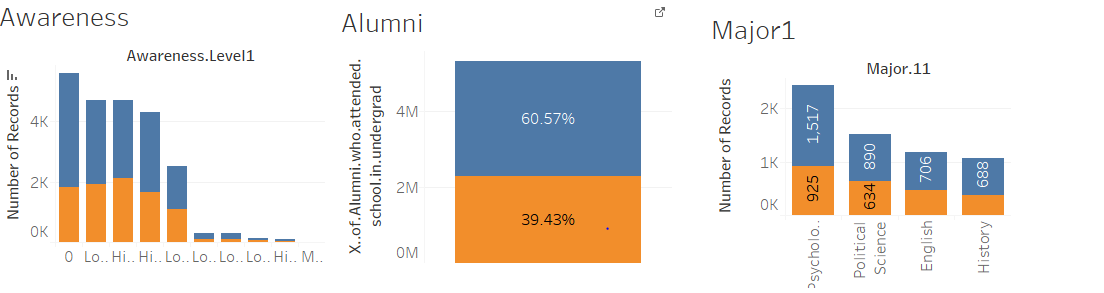 Awareness
Awareness.Level1
Number of Records
4K
2K
0K
0 Lo.. Hi.. Hi.. Lo.. Lo.. Lo.. Lo.. Hi.. M..
Alumni
X..of.Alumni.who.attended.
school.in.undergrad
4M
2M
0M
60.57%
39.43%
Major1
Major.11
Number of Records
2K
1K
0K
1,517
925
890
634
706
688
Psycholo..
Political
Science
English
History